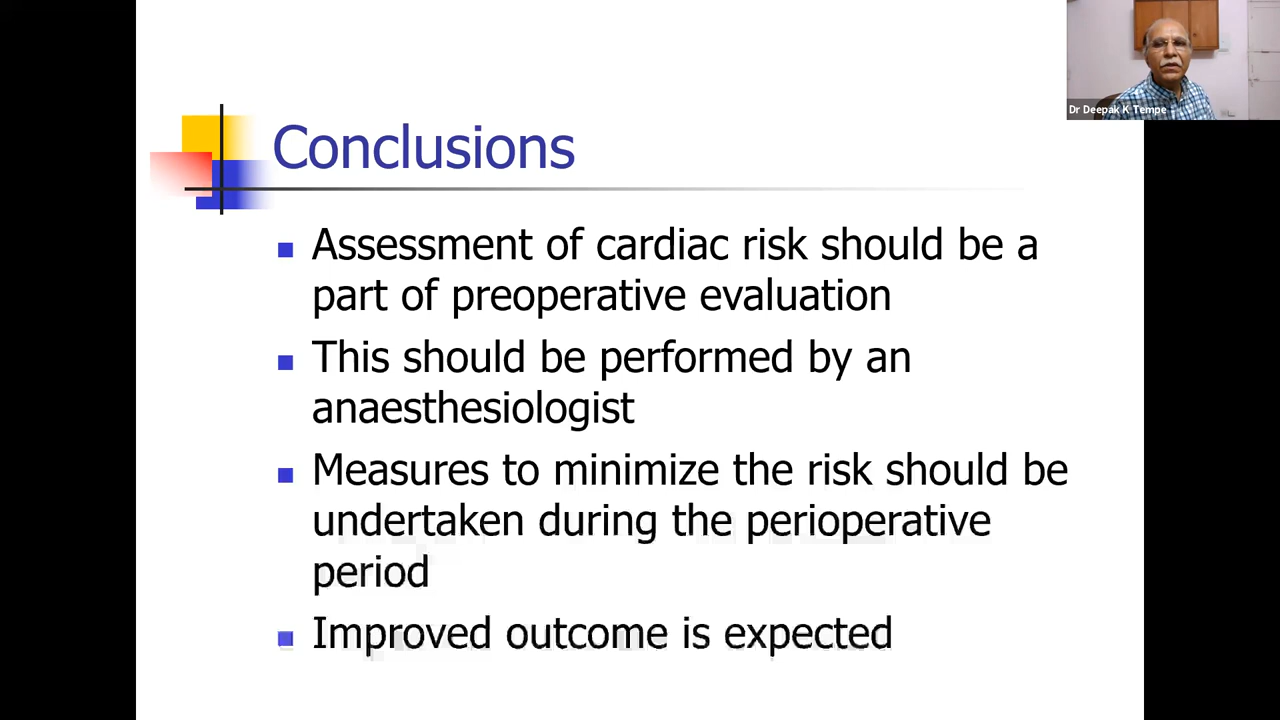 Dr Deepak K Tempe
Conclusions
Assessment of cardiac risk should be a
part of preoperative evaluation
This should be performed by an
anaesthesiologist
Measures to minimize the risk should be
undertaken during the perioperative
period
Improved outcome is expected